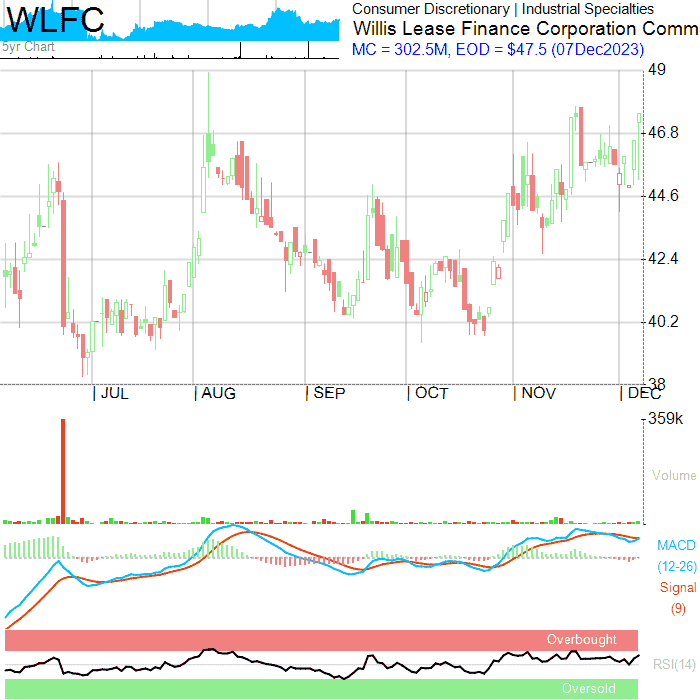 WLFC
5yr Chart
Consumer Discretionary | Industrial Specialties
Willis Lease Finance Corporation Comm
MC = 302.5M, EOD = $47.5 (07Dec2023)
49
46.8
44.6
42.4
40.2
38
JUL AUG SEP OCT NOV DEC
359k
Volume
MACD
(12-26)
Signal
(9)
Overbought
RSI(14)
Oversold